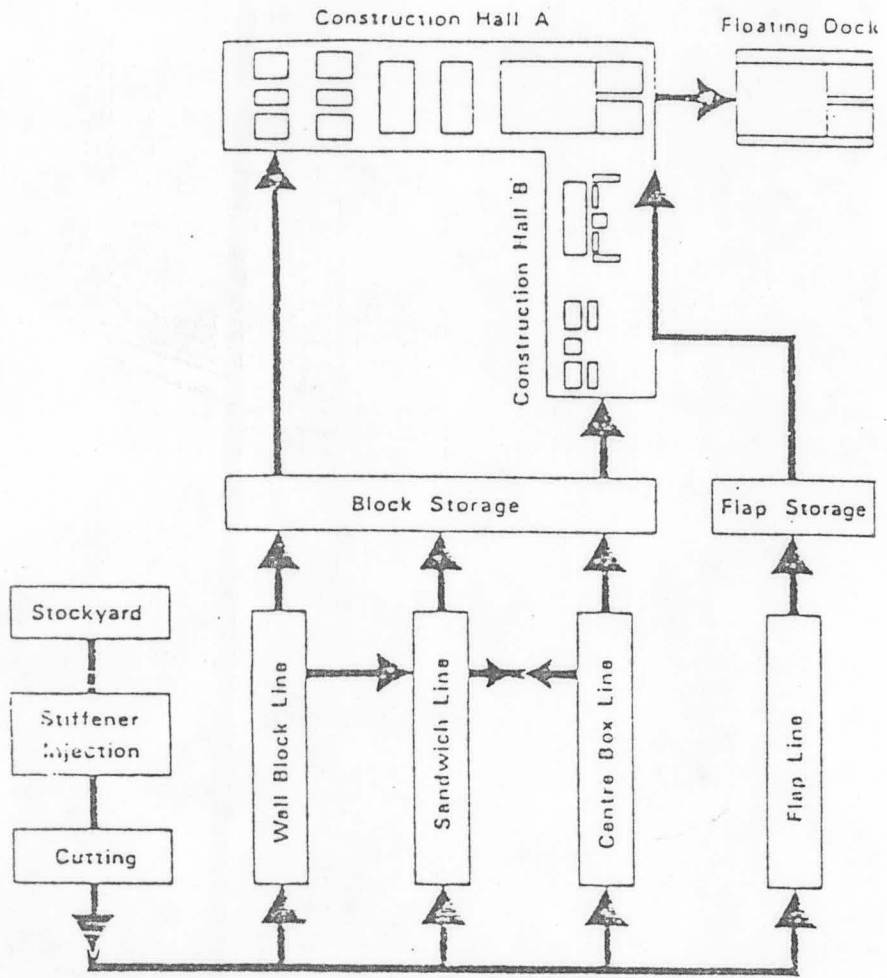 Construction Hall A
Floating Dock
Construction Hall B
Block Storage
Flap Storage
Stockyard
Stiffener
Injection
Cutting
Wall Block Line
Sandwich Line
Centre Box Line
Flap Line